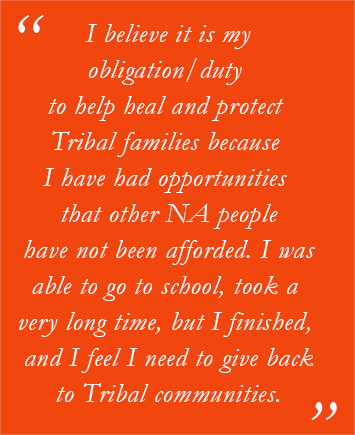 “ I believe it is my
obligation/duty
to help heal and protect
Tribal families because
I have had opportunities
that other NA people
have not been afforded. I was
able to go to school, took a
very long time, but I finished,
and I feel I need to give back
to Tribal communities. ”